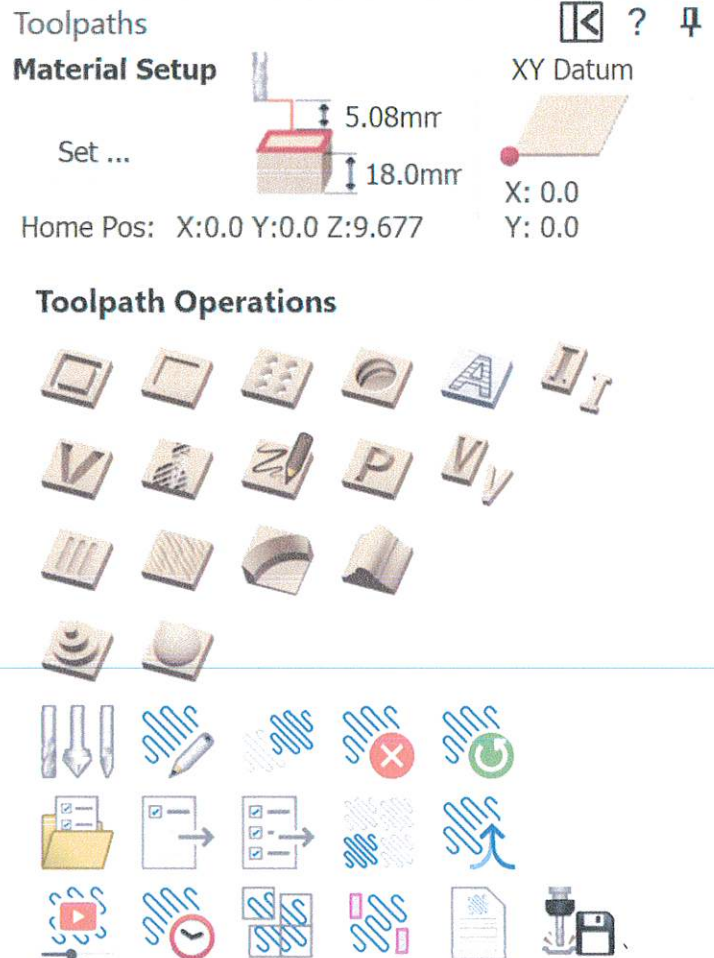 Toolpaths ?
Material Setup XY Datum
5.08mm
Set ...
18.0mm
X: 0.0
Home Pos: X:0.0 Y:0.0 Z:9.677 Y: 0.0
Toolpath Operations